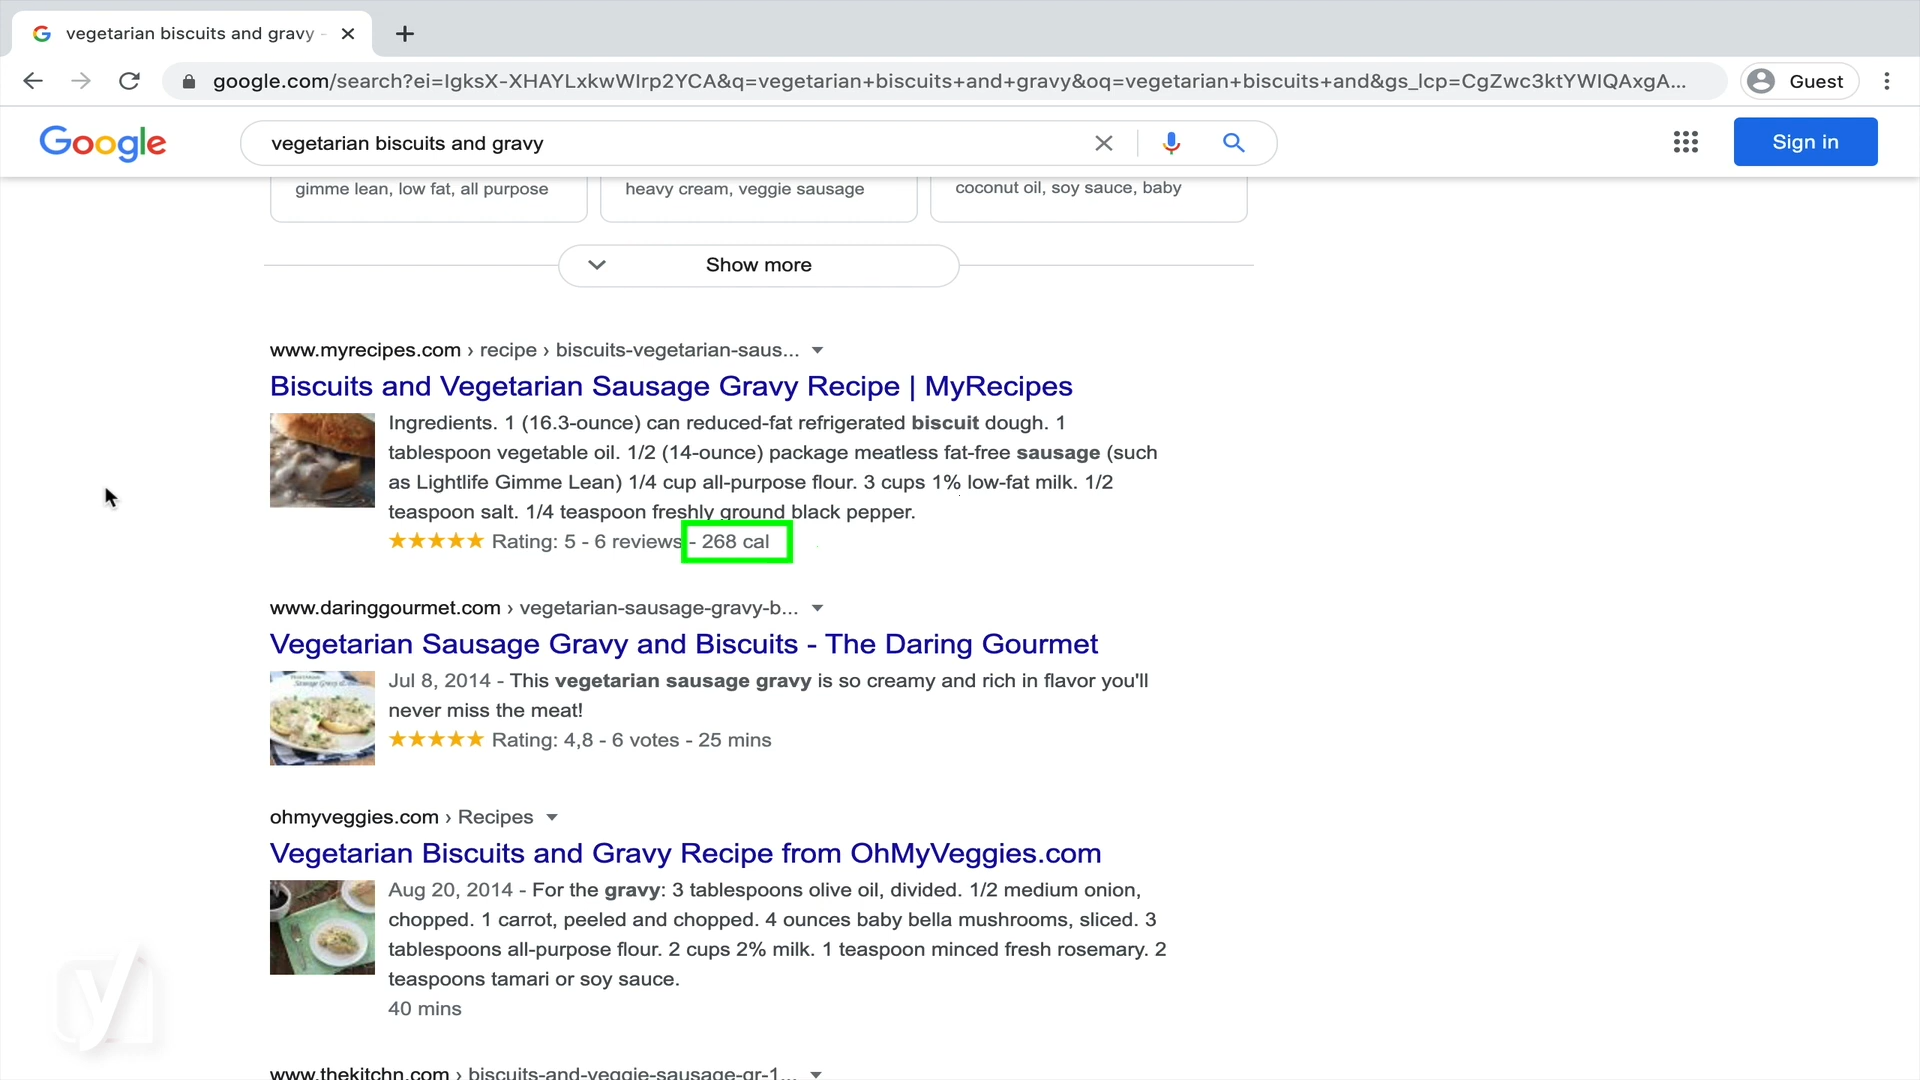 vegetarian biscuits and gravy -
google.com/search?ei=IgksX-XHAYLxkwWIrp2YCA&q=vegetarian+biscuits+and+gravy&oq=vegetarian+biscuits+and&gs_lcp=CgZwc3ktYWIQAxgA...
Guest
Google
vegetarian biscuits and gravy
Sign in
gimme lean, low fat, all purpose
heavy cream, veggie sausage
coconut oil, soy sauce, baby
Show more
www.myrecipes.com › recipe › biscuits-vegetarian-saus...
Biscuits and Vegetarian Sausage Gravy Recipe | MyRecipes
Ingredients. 1 (16.3-ounce) can reduced-fat refrigerated biscuit dough. 1
tablespoon vegetable oil. 1/2 (14-ounce) package meatless fat-free sausage (such
as Lightlife Gimme Lean) 1/4 cup all-purpose flour. 3 cups 1% low-fat milk. 1/2
teaspoon salt. 1/4 teaspoon freshly ground black pepper.
★★★★★ Rating: 5 - 6 reviews - 268 cal
www.daringgourmet.com › vegetarian-sausage-gravy-b...
Vegetarian Sausage Gravy and Biscuits - The Daring Gourmet
Jul 8, 2014 - This vegetarian sausage gravy is so creamy and rich in flavor you'll
never miss the meat!
★★★★★ Rating: 4,8 - 6 votes - 25 mins
ohmyveggies.com › Recipes
Vegetarian Biscuits and Gravy Recipe from OhMyVeggies.com
Aug 20, 2014 - For the gravy: 3 tablespoons olive oil, divided. 1/2 medium onion,
chopped. 1 carrot, peeled and chopped. 4 ounces baby bella mushrooms, sliced. 3
tablespoons all-purpose flour. 2 cups 2% milk. 1 teaspoon minced fresh rosemary. 2
teaspoons tamari or soy sauce.
40 mins
www.thekitchn.com › biscuits-and-veggie-sausage-gr-1...
y